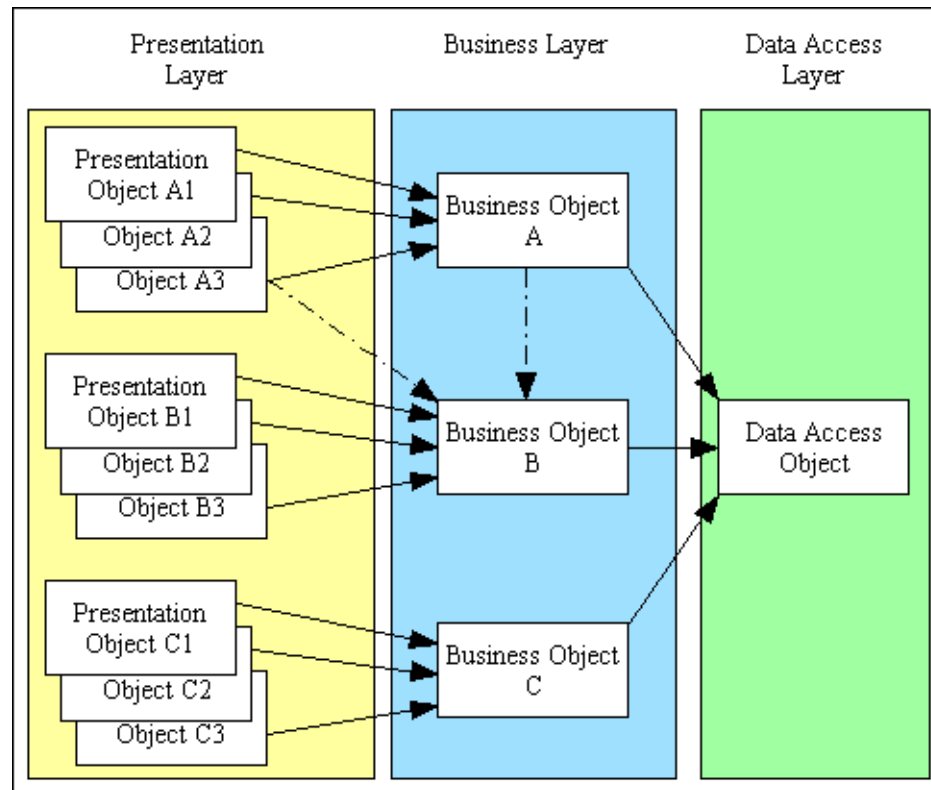 Presentation
Layer
Business Layer
Data Access
Layer
Presentation
Object A1
Object A2
Object A3
Business Object
A
Presentation
Object B1
Object B2
Object B3
Business Object
B
Data Access
Object
Presentation
Object C1
Object C2
Object C3
Business Object
C